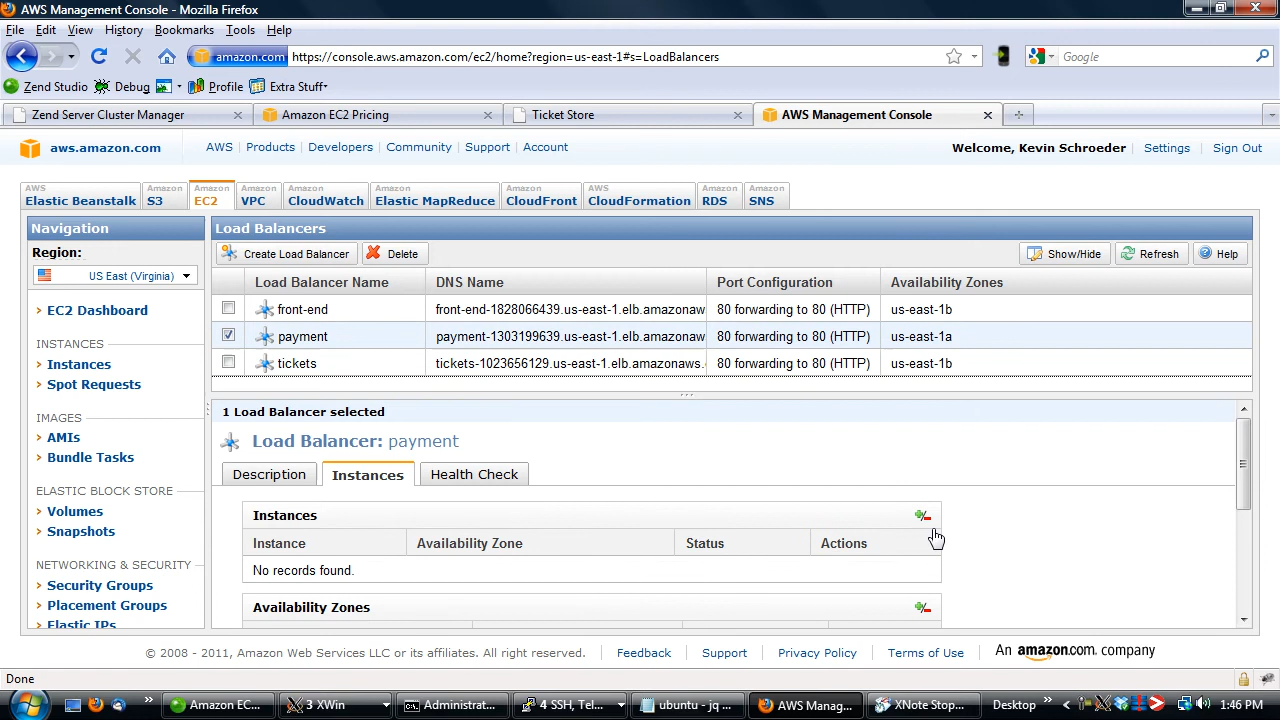 AWS Management Console - Mozilla Firefox
File Edit View History Bookmarks Tools Help
amazon.com https://console.aws.amazon.com/ec2/home?region=us-east-1#s=LoadBalancers Google
Zend Studio Debug Profile Extra Stuff
Zend Server Cluster Manager Amazon EC2 Pricing Ticket Store AWS Management Console
aws.amazon.com AWS Products Developers Community Support Account Welcome, Kevin Schroeder Settings Sign Out
AWS Amazon Amazon Amazon Amazon Amazon Amazon AWS Amazon Amazon
Elastic Beanstalk S3 EC2 VPC CloudWatch Elastic MapReduce CloudFront CloudFormation RDS SNS
Navigation
Region:
US East (Virginia)
EC2 Dashboard
INSTANCES
Instances
Spot Requests
IMAGES
AMIs
Bundle Tasks
ELASTIC BLOCK STORE
Volumes
Snapshots
NETWORKING & SECURITY
Security Groups
Placement Groups
Elastic IPs
Load Balancers
Create Load Balancer Delete Show/Hide Refresh Help
Load Balancer Name DNS Name Port Configuration Availability Zones
front-end front-end-1828066439.us-east-1.elb.amazonaw 80 forwarding to 80 (HTTP) us-east-1b
payment payment-1303199639.us-east-1.elb.amazonaw 80 forwarding to 80 (HTTP) us-east-1a
tickets tickets-1023656129.us-east-1.elb.amazonaws. 80 forwarding to 80 (HTTP) us-east-1b
1 Load Balancer selected
Load Balancer: payment
Description Instances Health Check
Instances
Instance Availability Zone Status Actions
No records found.
Availability Zones
© 2008 - 2011, Amazon Web Services LLC or its affiliates. All right reserved. Feedback Support Privacy Policy Terms of Use An amazon.com company
Done
Amazon EC... 3 XWin Administrat... 4 SSH, Tel... ubuntu - jq ... AWS Manag... XNote Stop... Desktop 1:46 PM